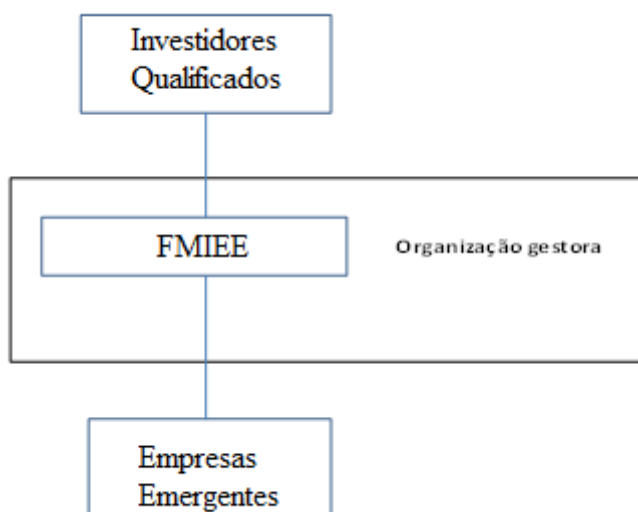 Investidores
Qualificados
FMIEE
Organização gestora
Empresas
Emergentes